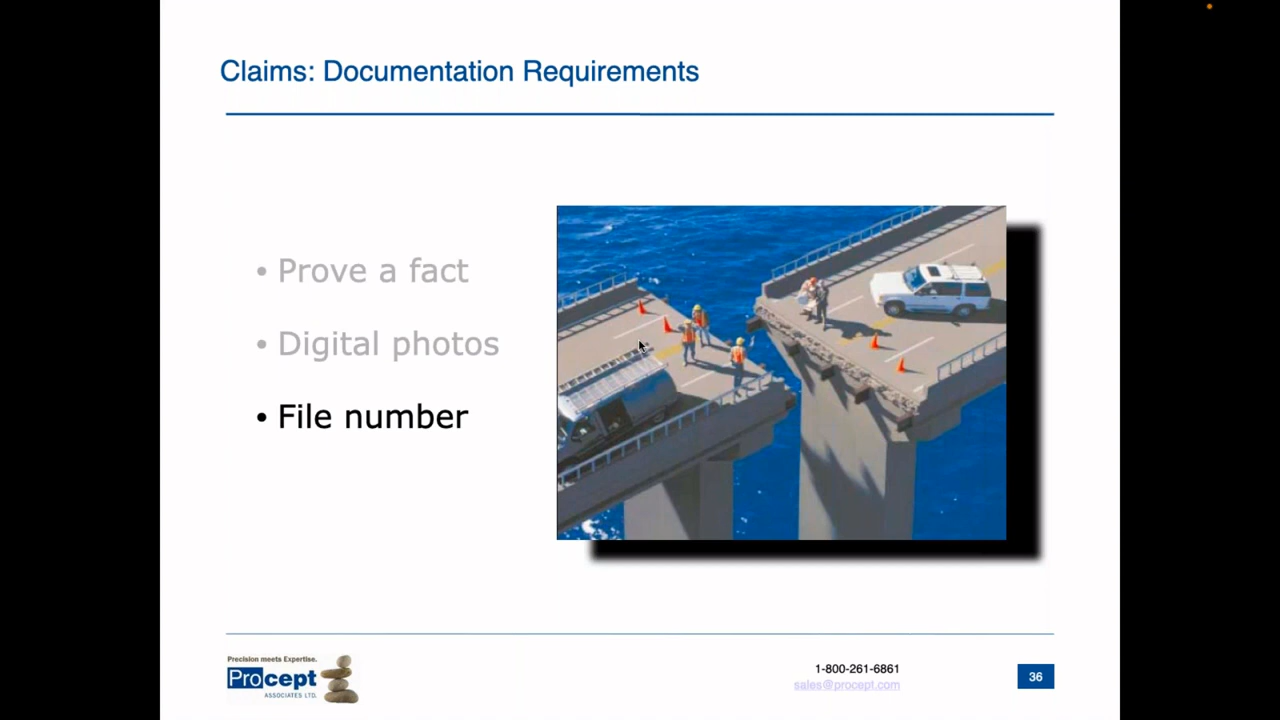 Claims: Documentation Requirements
• Prove a fact
• Digital photos
• File number
Precision meets Expertise.
Procept
ASSOCIATES LTD.
1-800-261-6861
sales@procept.com
36